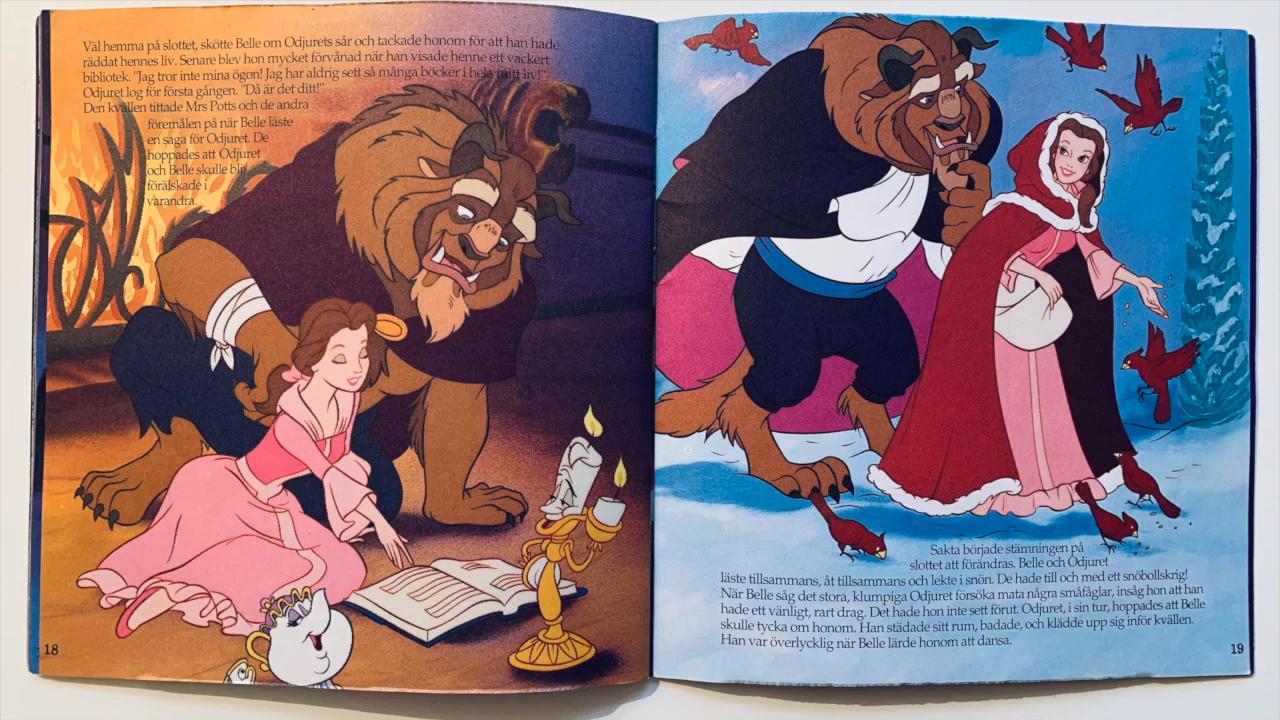 Väl hemma på slottet, skötte Belle om Odjurets sår och tackade honom för att han hade
räddat hennes liv. Senare blev hon mycket förvånad när han visade henne ett vackert
bibliotek. "Jag tror inte mina ögon! Jag har aldrig sett så många böcker i hela mitt liv!".
Odjuret log för första gången. "Då är det ditt!"
Den kvällen tittade Mrs Potts och de andra
föremålen på när Belle läste
en saga för Odjuret. De
hoppades att Odjuret
och Belle skulle bli
förälskade i
varandra.
18
Sakta började stämningen på
slottet att förändras. Belle och Odjuret
läste tillsammans, åt tillsammans och lekte i snön. De hade till och med ett snöbollskrig!
När Belle såg det stora, klumpiga Odjuret försöka mata några småfåglar, insåg hon att han
hade ett vänligt, rart drag. Det hade hon inte sett förut. Odjuret, i sin tur, hoppades att Belle
skulle tycka om honom. Han städade sitt rum, badade, och klädde upp sig inför kvällen.
Han var överlycklig när Belle lärde honom att dansa.
19